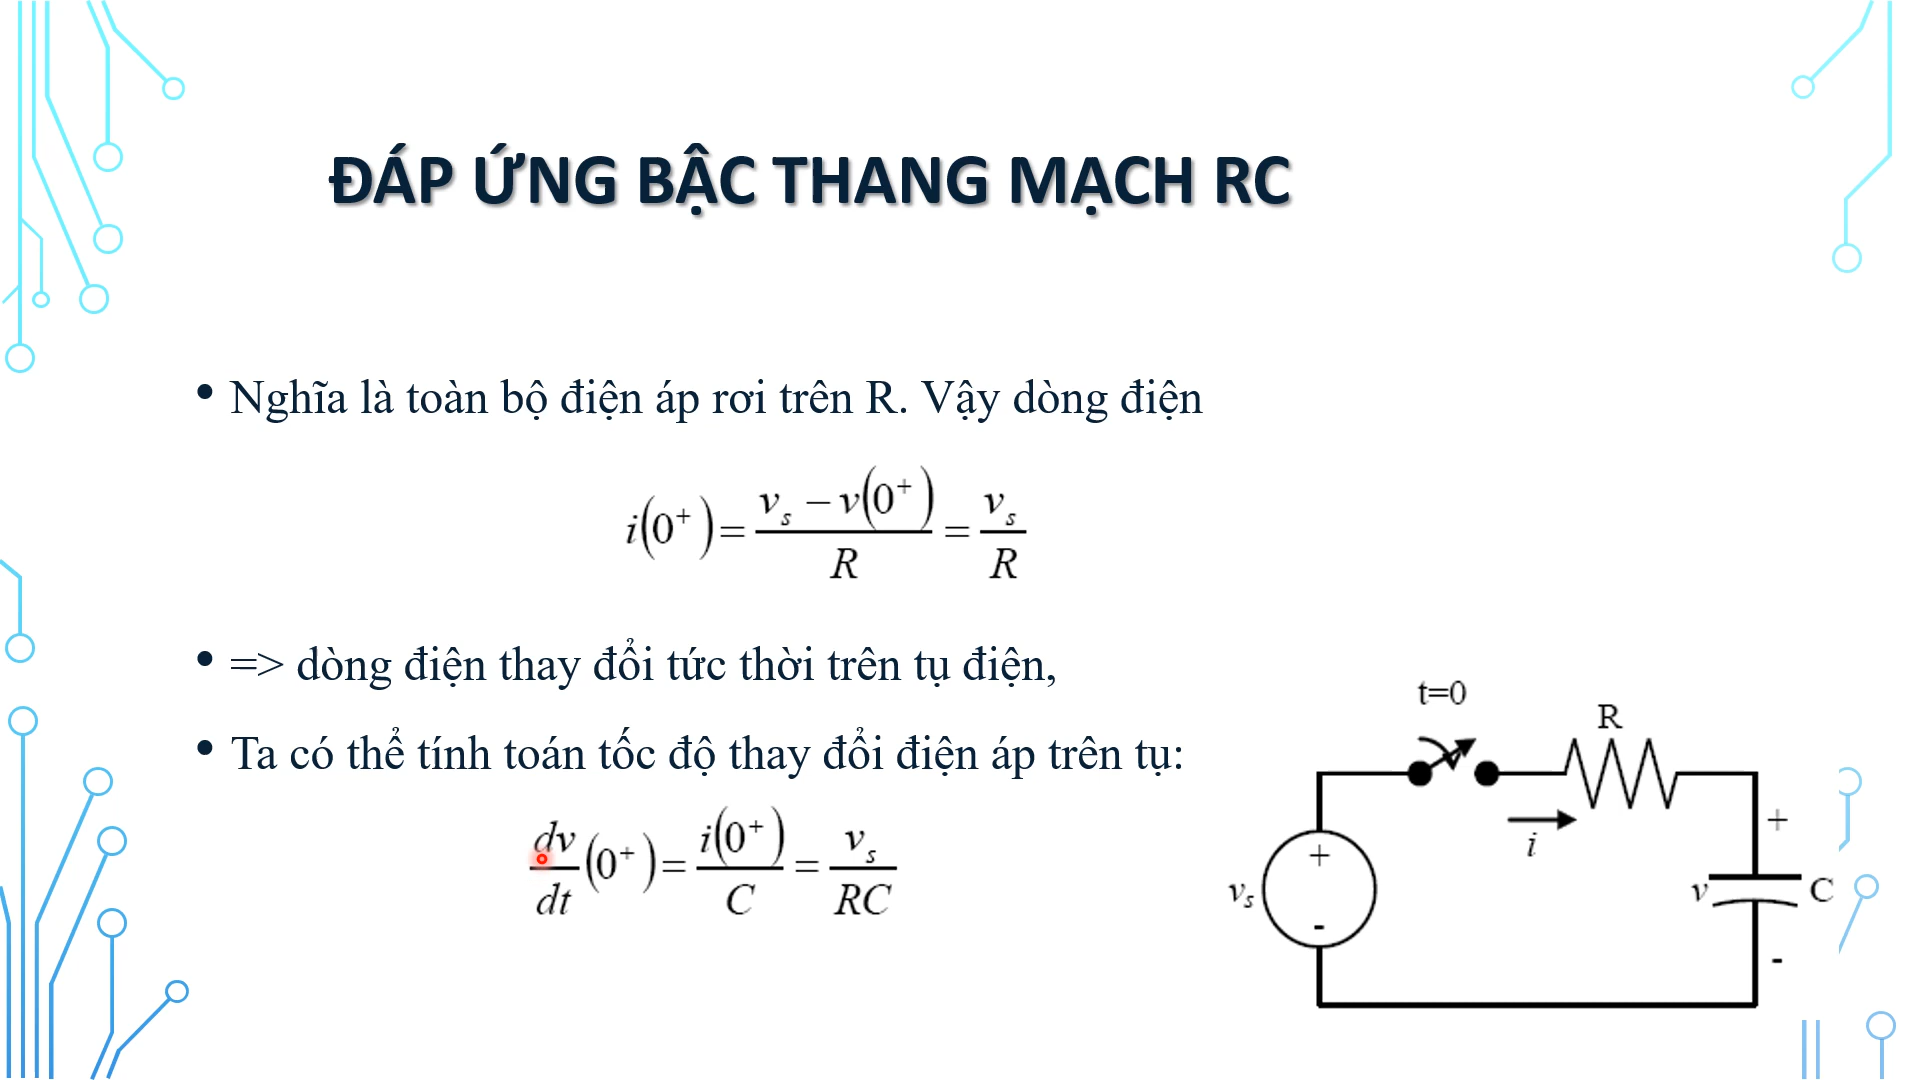 ĐÁP ỨNG BẬC THANG MẠCH RC
• Nghĩa là toàn bộ điện áp rơi trên R. Vậy dòng điện
i(0⁺) = (v_s − v(0⁺))/R = v_s/R
• => dòng điện thay đổi tức thời trên tụ điện,
• Ta có thể tính toán tốc độ thay đổi điện áp trên tụ:
dv/dt (0⁺) = i(0⁺)/C = v_s/RC
t=0
R
i
+
v_s
+
-
v
C
-